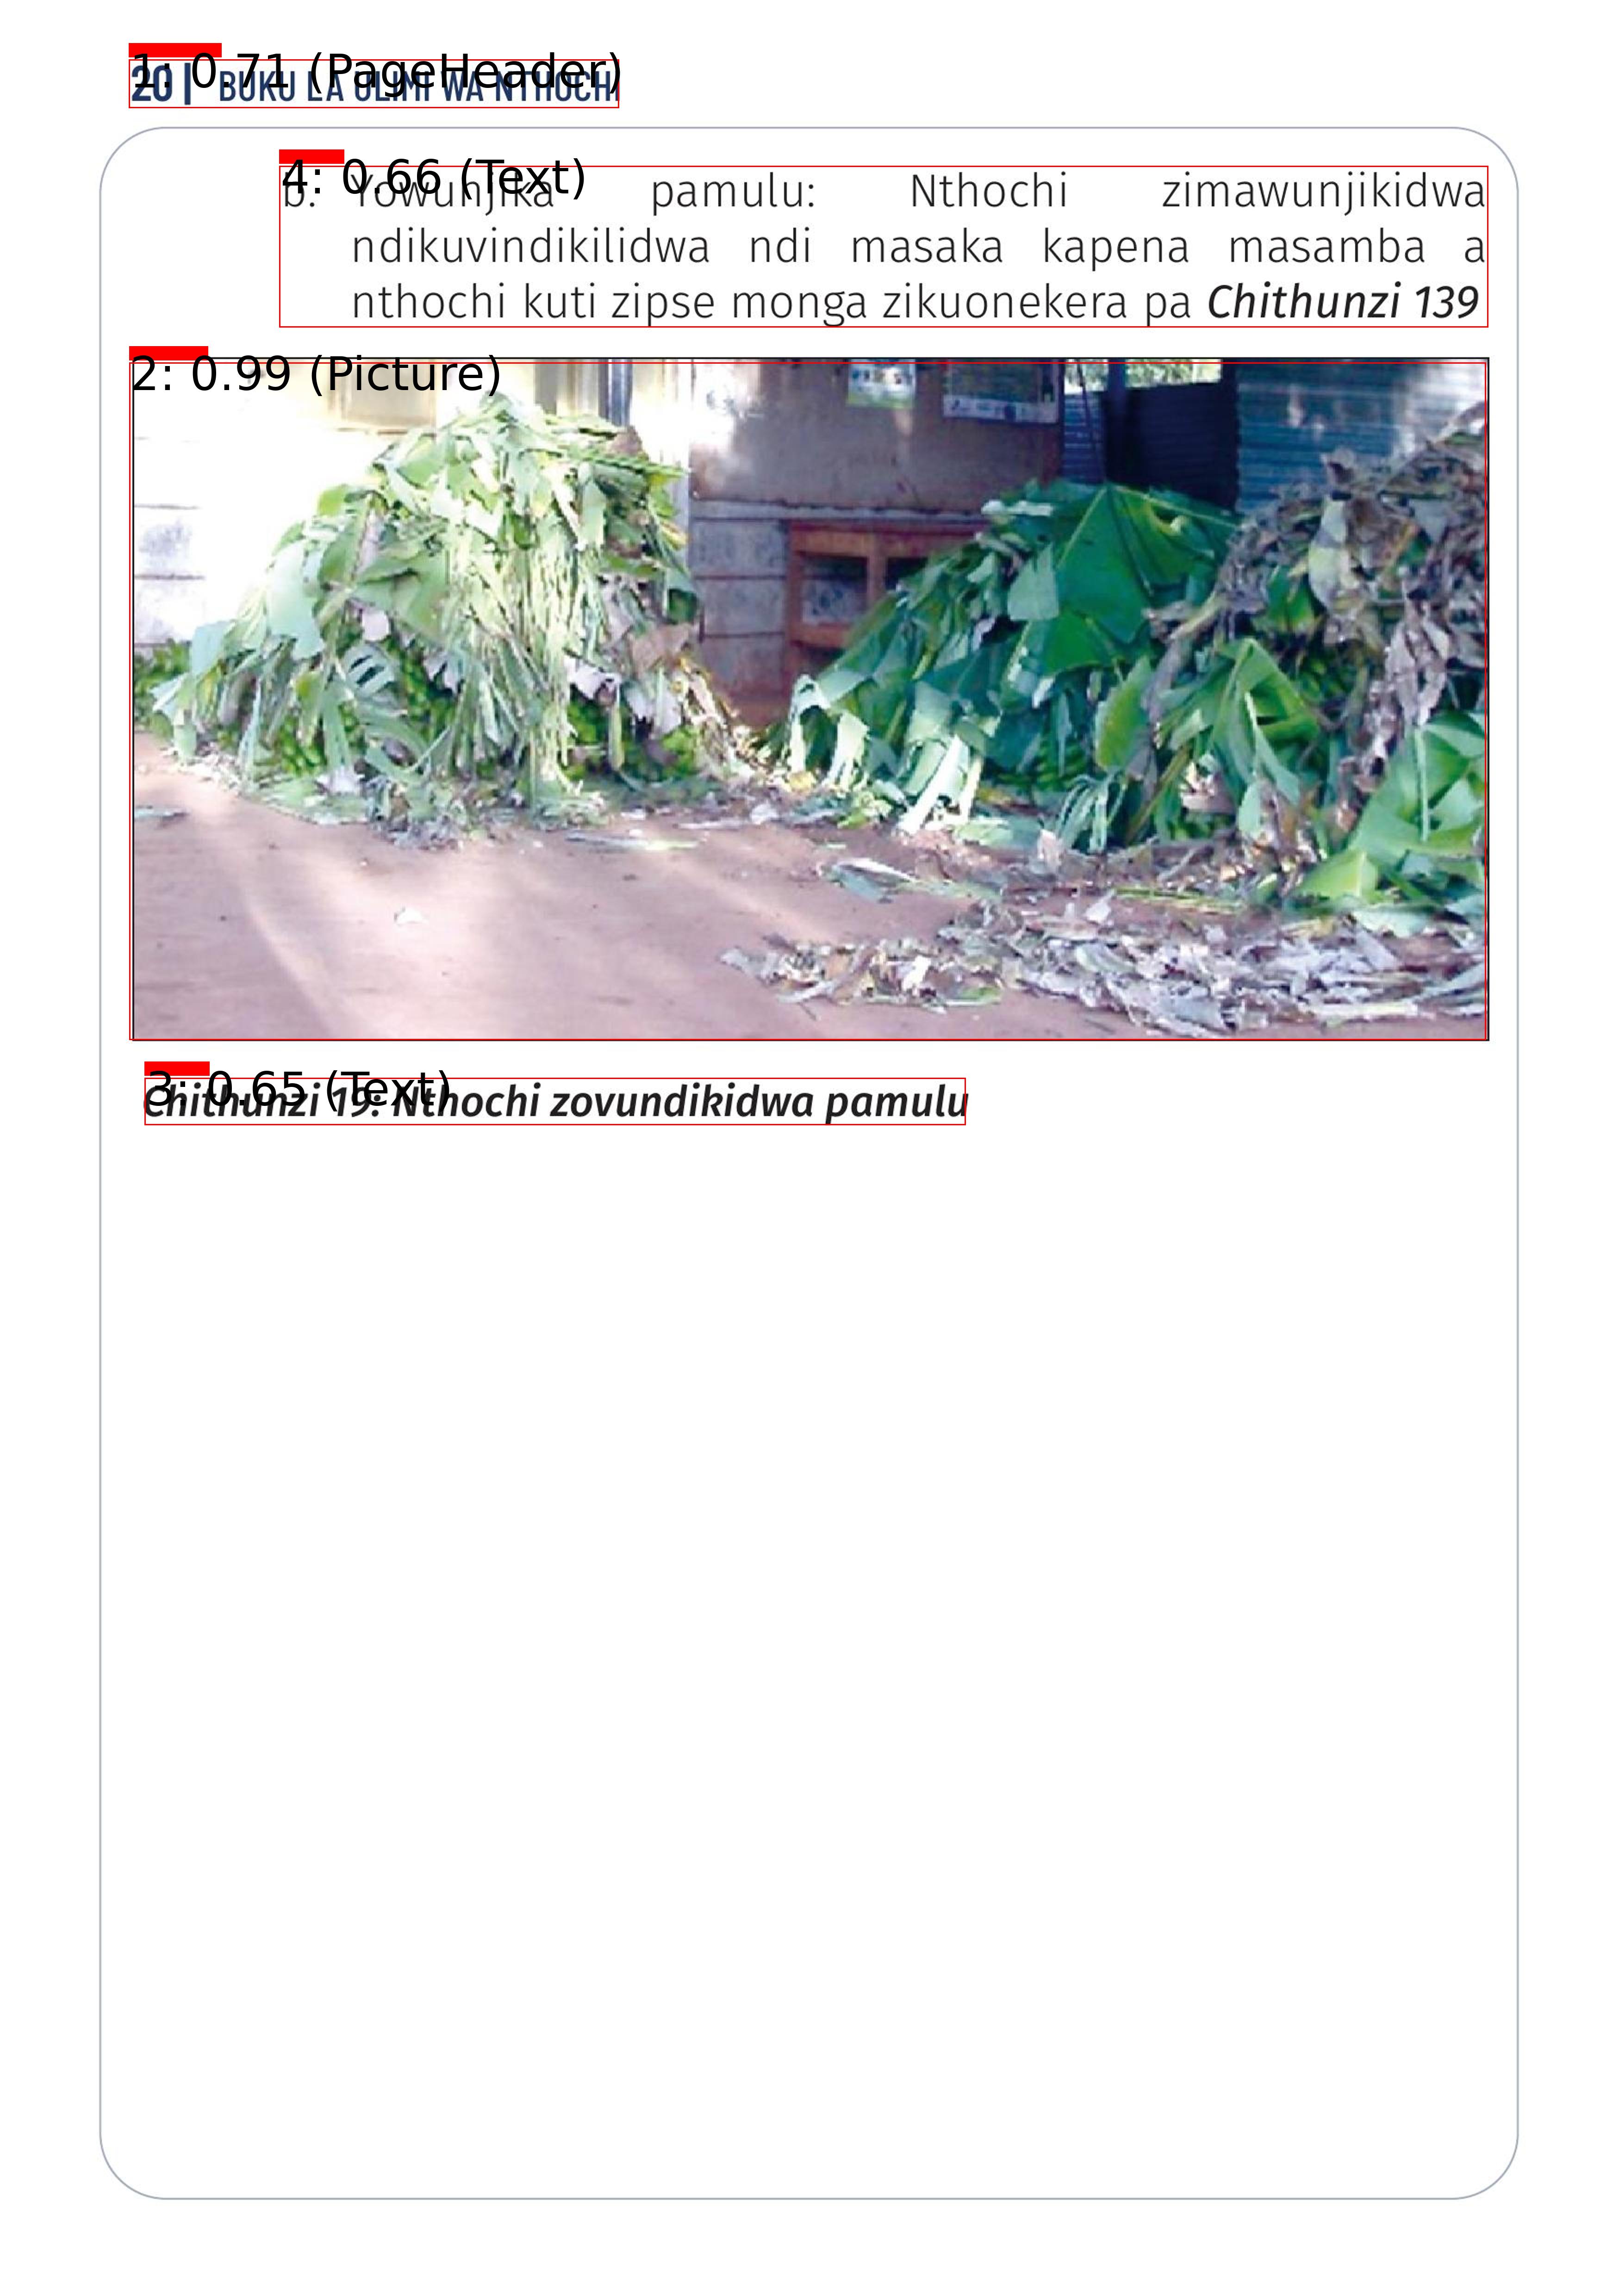 1: 0.71 (PageHeader)
20 | BUKU LA ULIMI WA NTHOCHI
4: 0.66 (Text)
b. Yowunjika pamulu: Nthochi zimawunjikidwa
ndikuvindikilidwa ndi masaka kapena masamba a
nthochi kuti zipse monga zikuonekera pa Chithunzi 139
2: 0.99 (Picture)
3: 0.65 (Text)
Chithunzi 19: Nthochi zovundikidwa pamulu